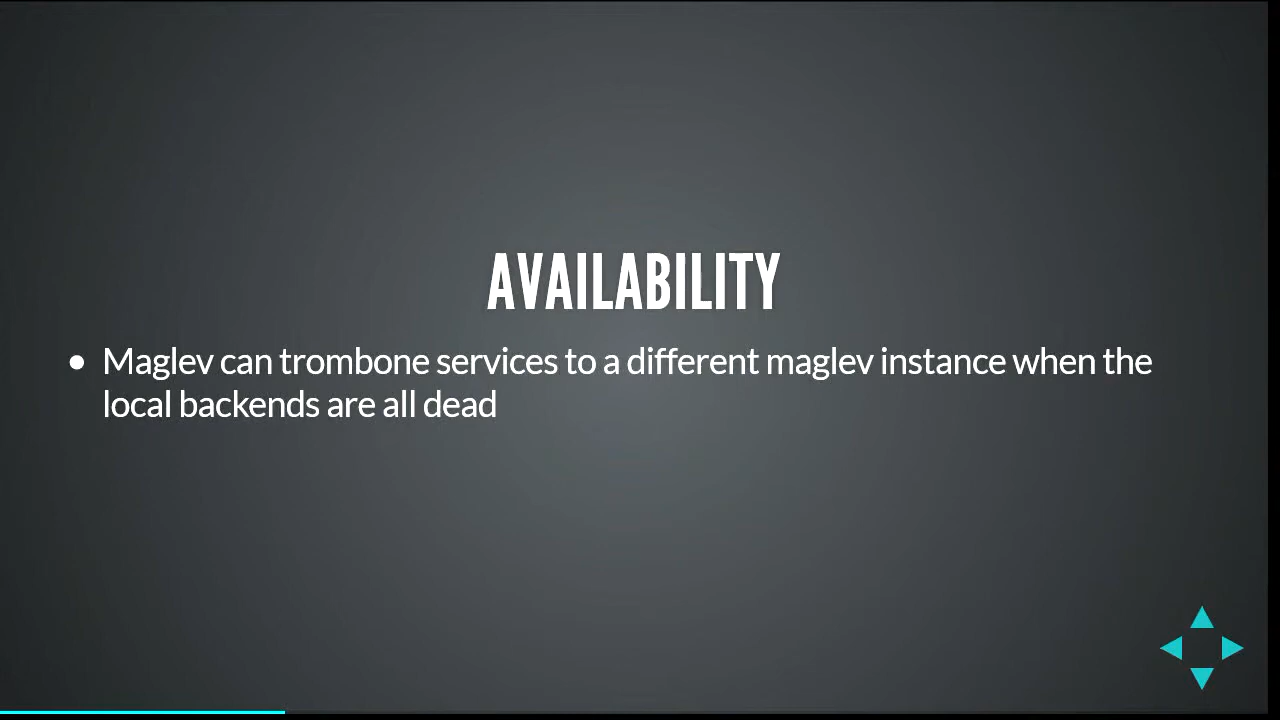 AVAILABILITY
• Maglev can trombone services to a different maglev instance when the
local backends are all dead